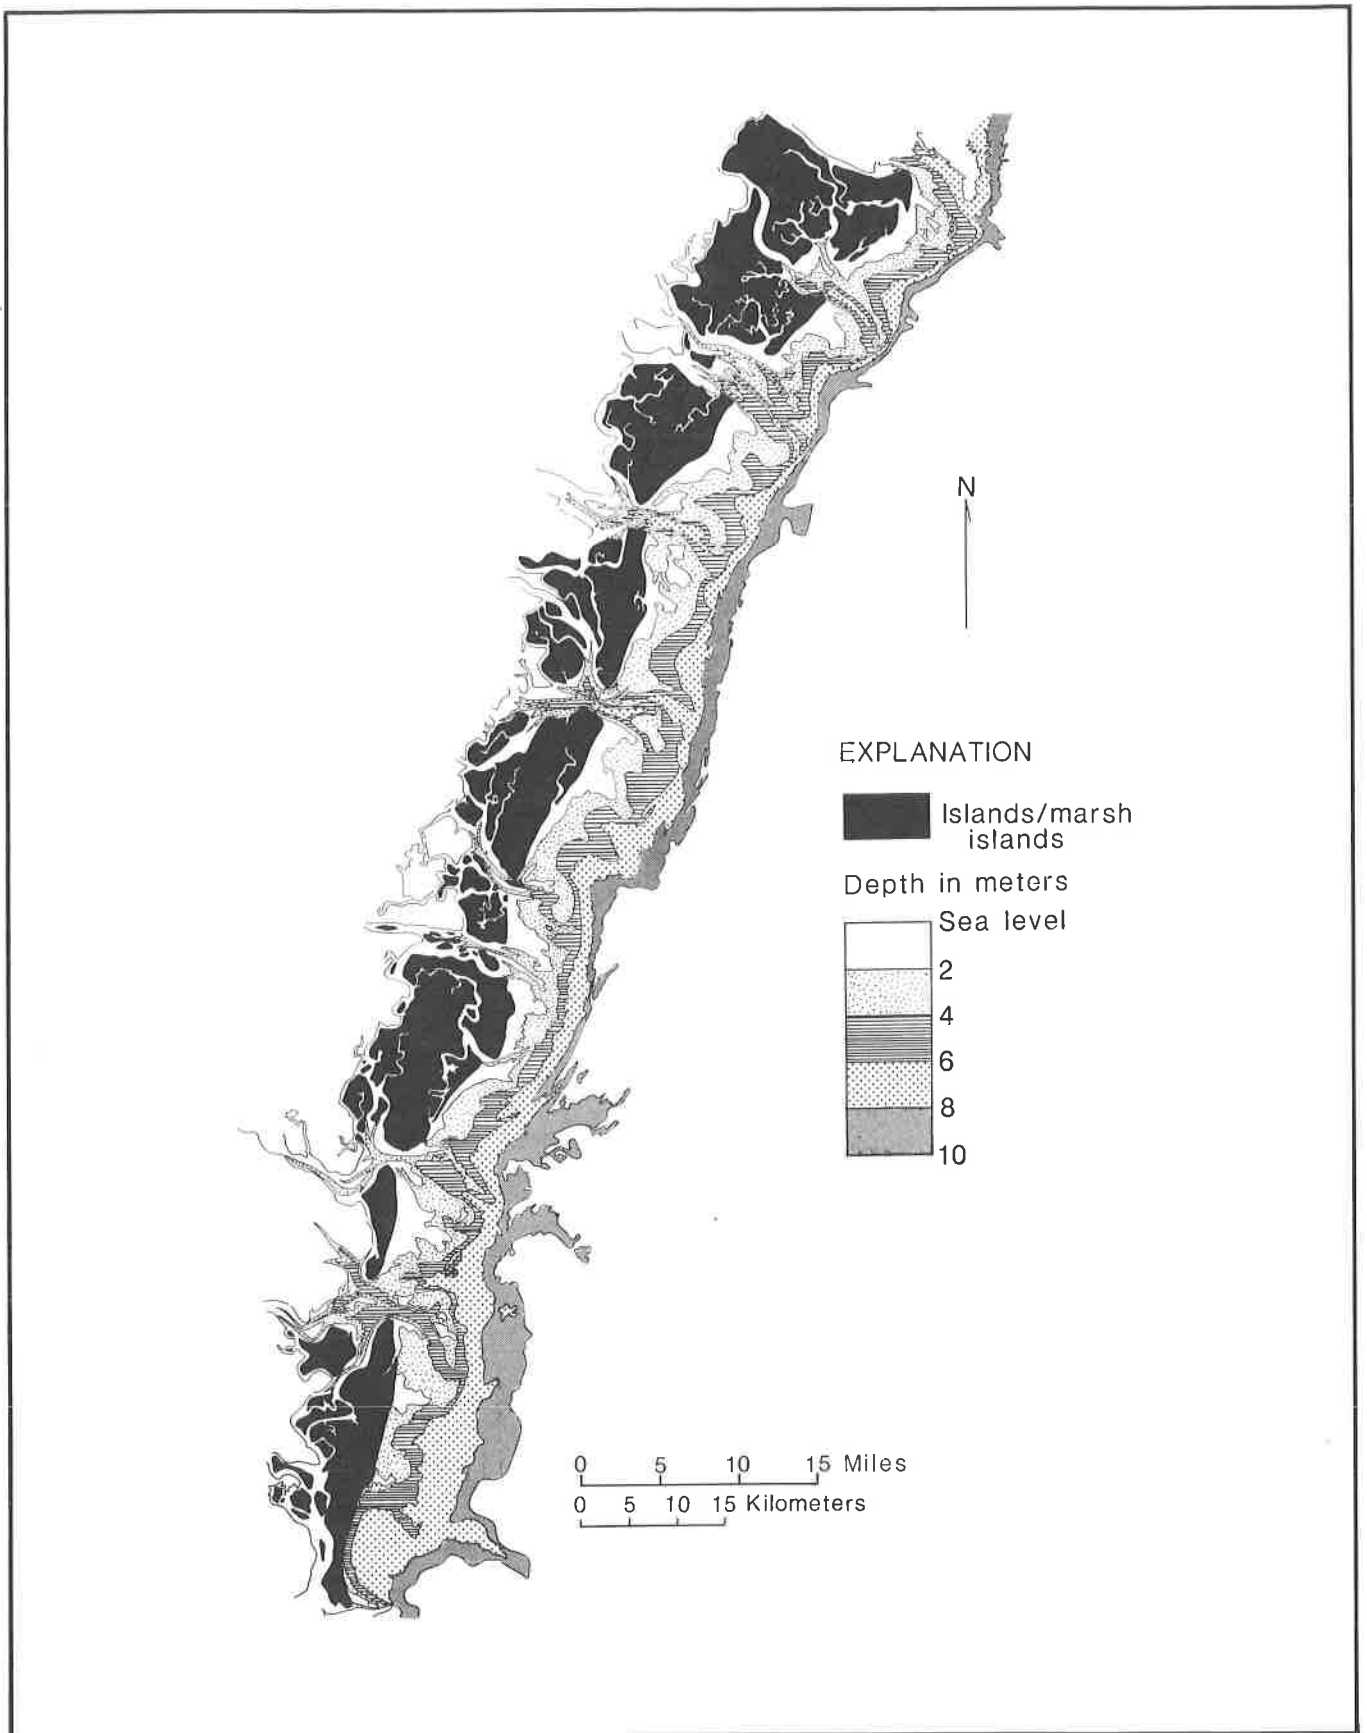 N
EXPLANATION
Islands/marsh
islands
Depth in meters
Sea level
2
4
6
8
10
0 5 10 15 Miles
0 5 10 15 Kilometers